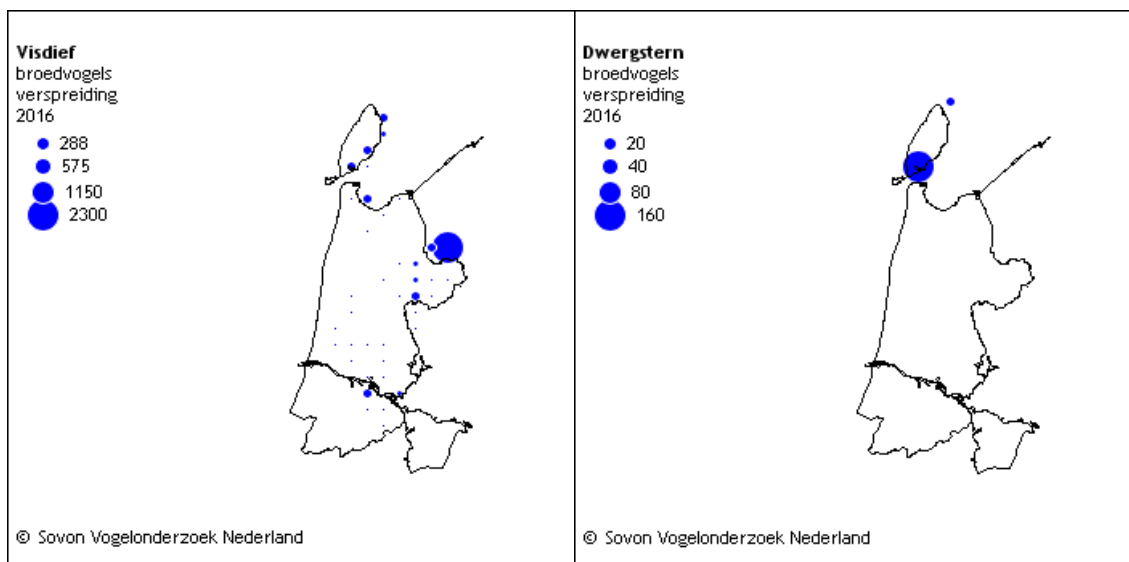 Visdief
broedvogels
verspreiding
2016
288
575
1150
2300
© Sovon Vogelonderzoek Nederland
Dwergstern
broedvogels
verspreiding
2016
20
40
80
160
© Sovon Vogelonderzoek Nederland